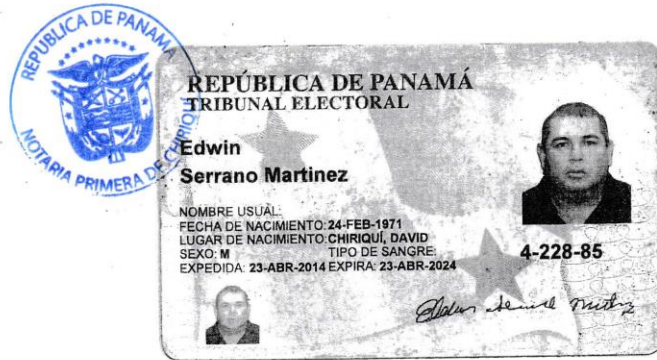 REPUBLICA DE PANAMA
NOTARIA PRIMERA DE CHIRIQUI
REPÚBLICA DE PANAMÁ
TRIBUNAL ELECTORAL
Edwin
Serrano Martinez
NOMBRE USUAL:
FECHA DE NACIMIENTO: 24-FEB-1971
LUGAR DE NACIMIENTO: CHIRIQUÍ, DAVID
SEXO: M TIPO DE SANGRE:
EXPEDIDA: 23-ABR-2014 EXPIRA: 23-ABR-2024
4-228-85